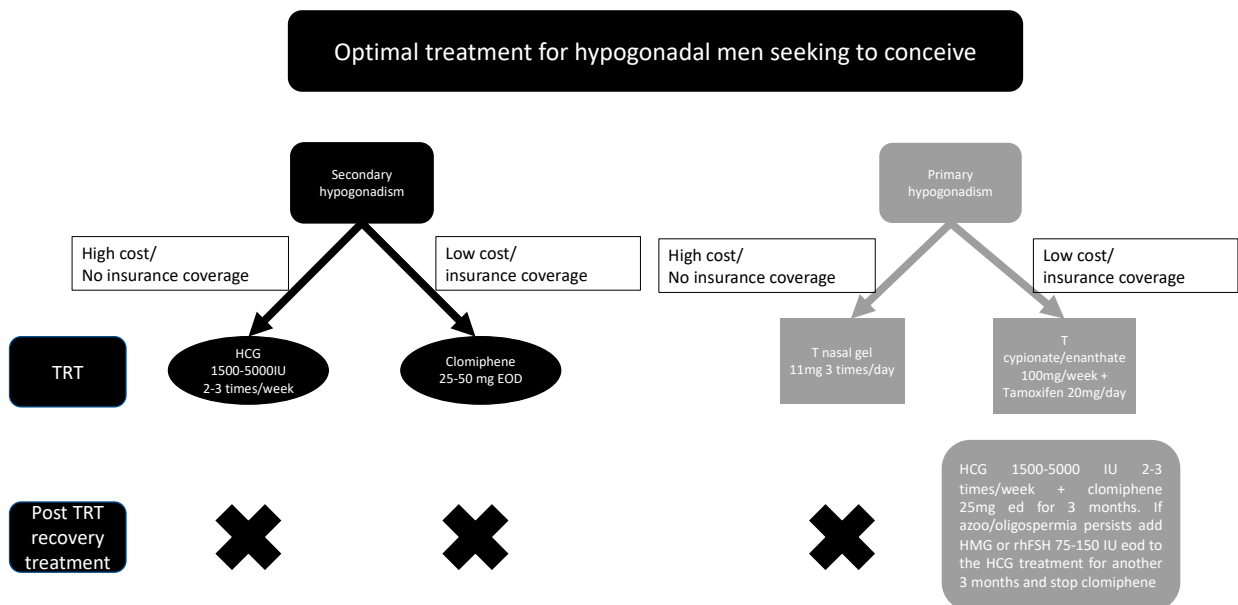 Optimal treatment for hypogonadal men seeking to conceive
Secondary
hypogonadism
Primary
hypogonadism
High cost/
No insurance coverage
Low cost/
insurance coverage
High cost/
No insurance coverage
Low cost/
insurance coverage
TRT
HCG
1500-5000IU
2-3 times/week
Clomiphene
25-50 mg EOD
T nasal gel
11mg 3 times/day
T
cypionate/enanthate
100mg/week +
Tamoxifen 20mg/day
Post TRT
recovery
treatment
HCG 1500-5000 IU 2-3
times/week + clomiphene
25mg ed for 3 months. If
azoo/oligospermia persists add
HMG or rhFSH 75-150 IU eod to
the HCG treatment for another
3 months and stop clomiphene